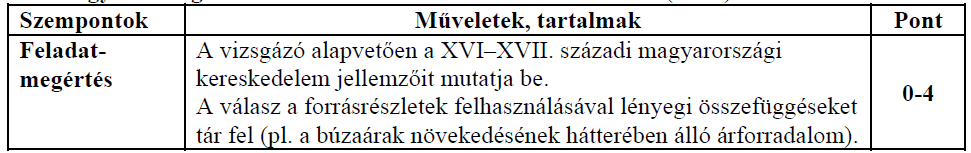 Szempontok Műveletek, tartalmak Pont
Feladat-
megértés
A vizsgázó alapvetően a XVI–XVII. századi magyarországi
kereskedelem jellemzőit mutatja be.
A válasz a forrásrészletek felhasználásával lényegi összefüggéseket
tár fel (pl. a búzaárak növekedésének hátterében álló árforradalom).
0-4